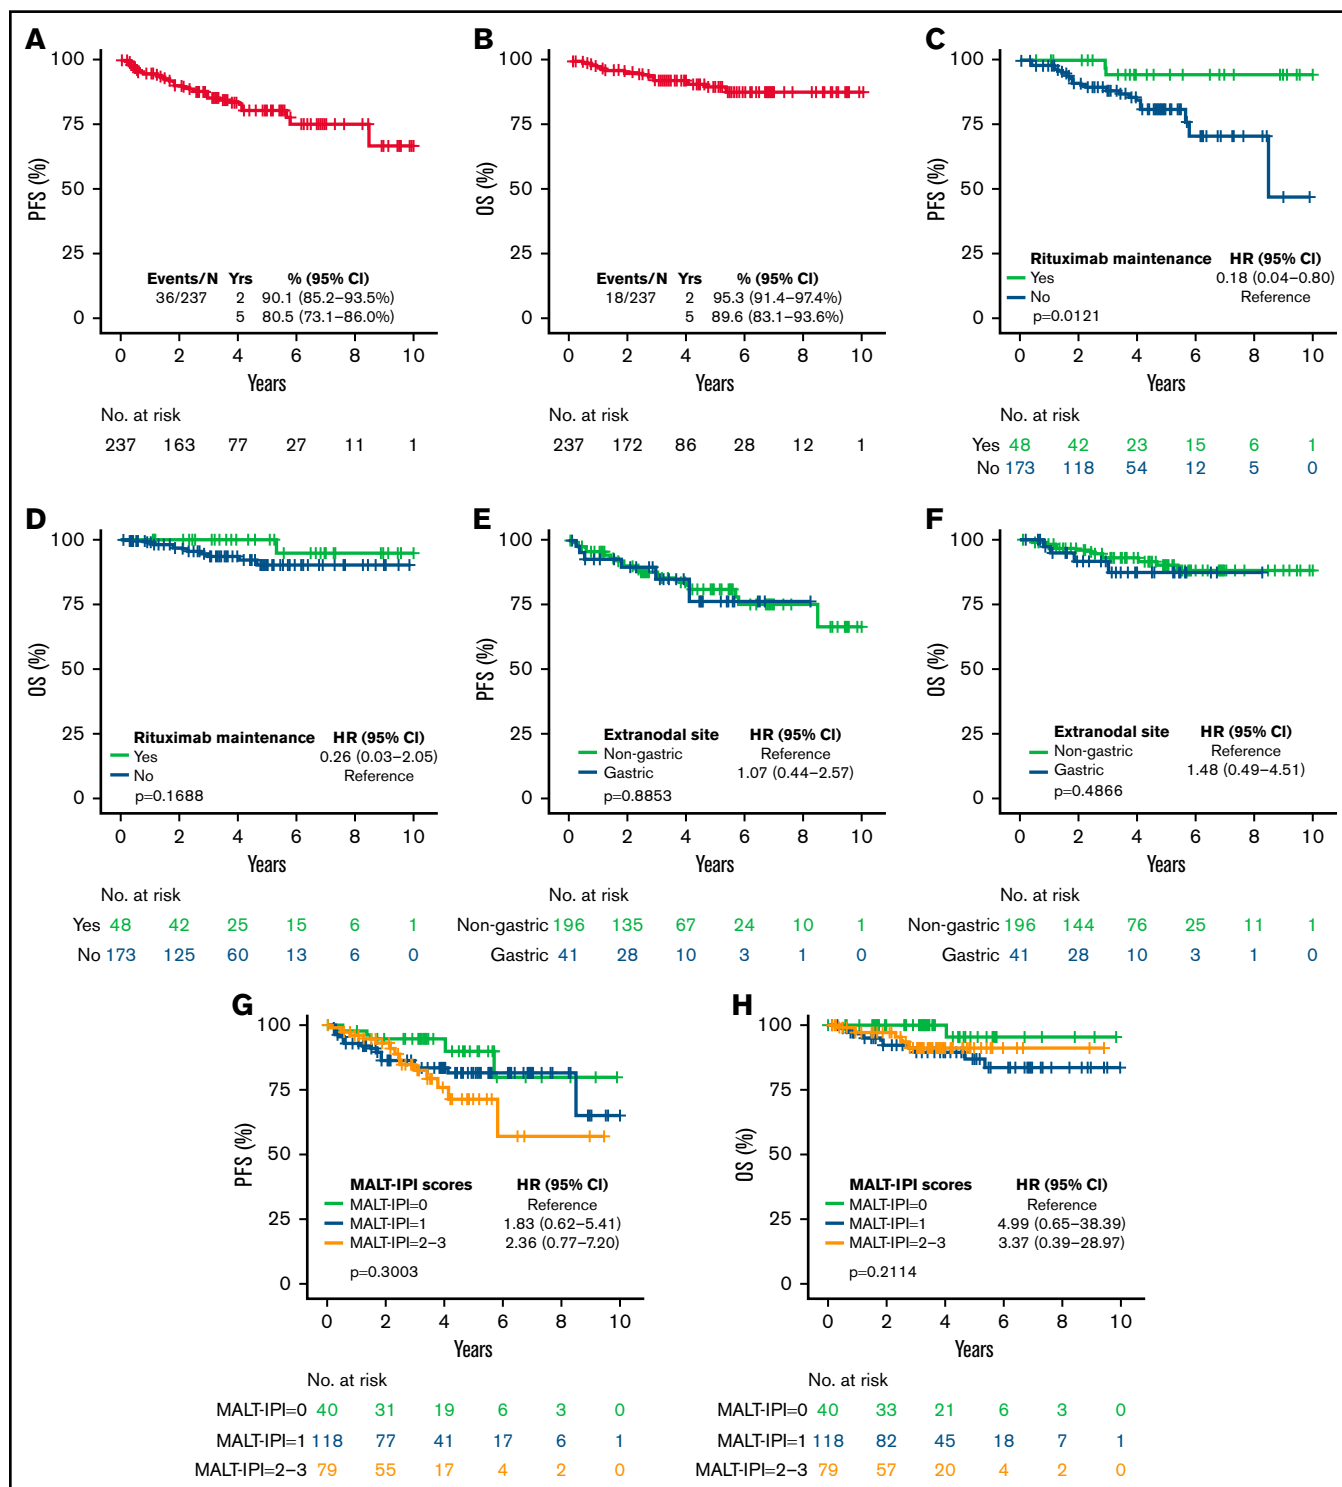 A
100
75
50
25
0
PFS (%)
Events/N Yrs % (95% CI)
36/237 2 90.1 (85.2–93.5%)
5 80.5 (73.1–86.0%)
0 2 4 6 8 10
Years
No. at risk
237 163 77 27 11 1
B
100
75
50
25
0
OS (%)
Events/N Yrs % (95% CI)
18/237 2 95.3 (91.4–97.4%)
5 89.6 (83.1–93.6%)
0 2 4 6 8 10
Years
No. at risk
237 172 86 28 12 1
C
100
75
50
25
0
PFS (%)
Rituximab maintenance HR (95% CI)
Yes 0.18 (0.04–0.80)
No Reference
p=0.0121
0 2 4 6 8 10
Years
No. at risk
Yes 48 42 23 15 6 1
No 173 118 54 12 5 0
D
100
75
50
25
0
OS (%)
Rituximab maintenance HR (95% CI)
Yes 0.26 (0.03–2.05)
No Reference
p=0.1688
0 2 4 6 8 10
Years
No. at risk
Yes 48 42 25 15 6 1
No 173 125 60 13 6 0
E
100
75
50
25
0
PFS (%)
Extranodal site HR (95% CI)
Non-gastric Reference
Gastric 1.07 (0.44–2.57)
p=0.8853
0 2 4 6 8 10
Years
No. at risk
Non-gastric 196 135 67 24 10 1
Gastric 41 28 10 3 1 0
F
100
75
50
25
0
OS (%)
Extranodal site HR (95% CI)
Non-gastric Reference
Gastric 1.48 (0.49–4.51)
p=0.4866
0 2 4 6 8 10
Years
No. at risk
Non-gastric 196 144 76 25 11 1
Gastric 41 28 10 3 1 0
G
100
75
50
25
0
PFS (%)
MALT-IPI scores HR (95% CI)
MALT-IPI=0 Reference
MALT-IPI=1 1.83 (0.62–5.41)
MALT-IPI=2–3 2.36 (0.77–7.20)
p=0.3003
0 2 4 6 8 10
Years
No. at risk
MALT-IPI=0 40 31 19 6 3 0
MALT-IPI=1 118 77 41 17 6 1
MALT-IPI=2–3 79 55 17 4 2 0
H
100
75
50
25
0
OS (%)
MALT-IPI scores HR (95% CI)
MALT-IPI=0 Reference
MALT-IPI=1 4.99 (0.65–38.39)
MALT-IPI=2–3 3.37 (0.39–28.97)
p=0.2114
0 2 4 6 8 10
Years
No. at risk
MALT-IPI=0 40 33 21 6 3 0
MALT-IPI=1 118 82 45 18 7 1
MALT-IPI=2–3 79 57 20 4 2 0